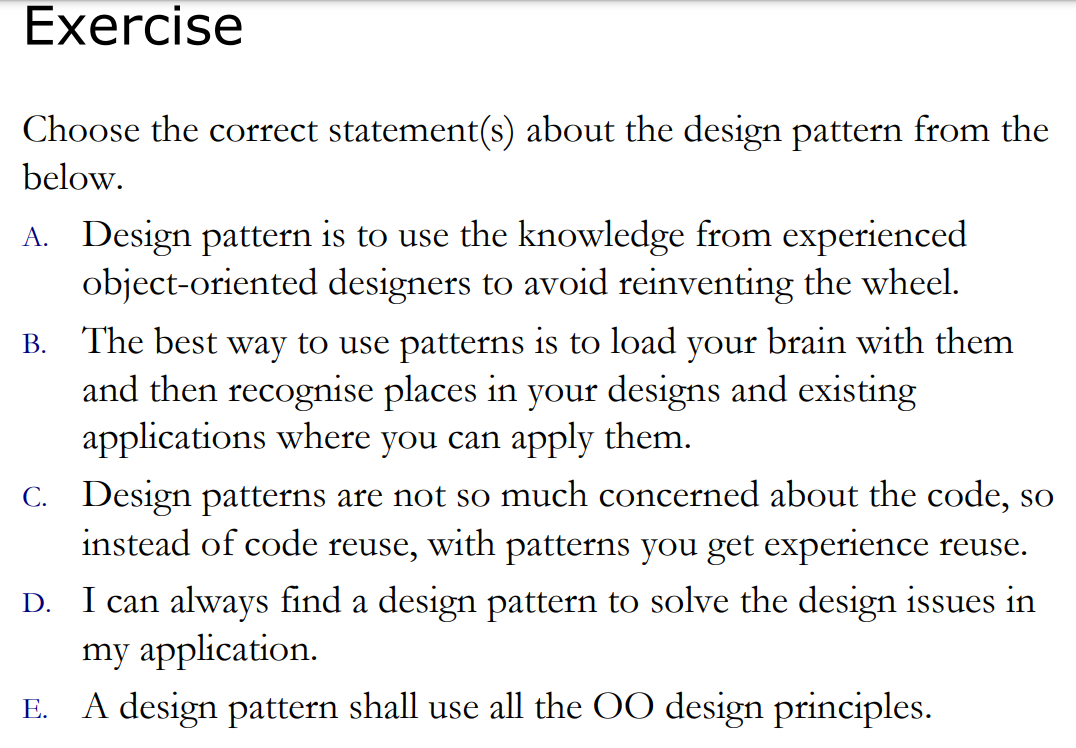 Exercise
Choose the correct statement(s) about the design pattern from the
below.
A. Design pattern is to use the knowledge from experienced
object-oriented designers to avoid reinventing the wheel.
B. The best way to use patterns is to load your brain with them
and then recognise places in your designs and existing
applications where you can apply them.
C. Design patterns are not so much concerned about the code, so
instead of code reuse, with patterns you get experience reuse.
D. I can always find a design pattern to solve the design issues in
my application.
E. A design pattern shall use all the OO design principles.